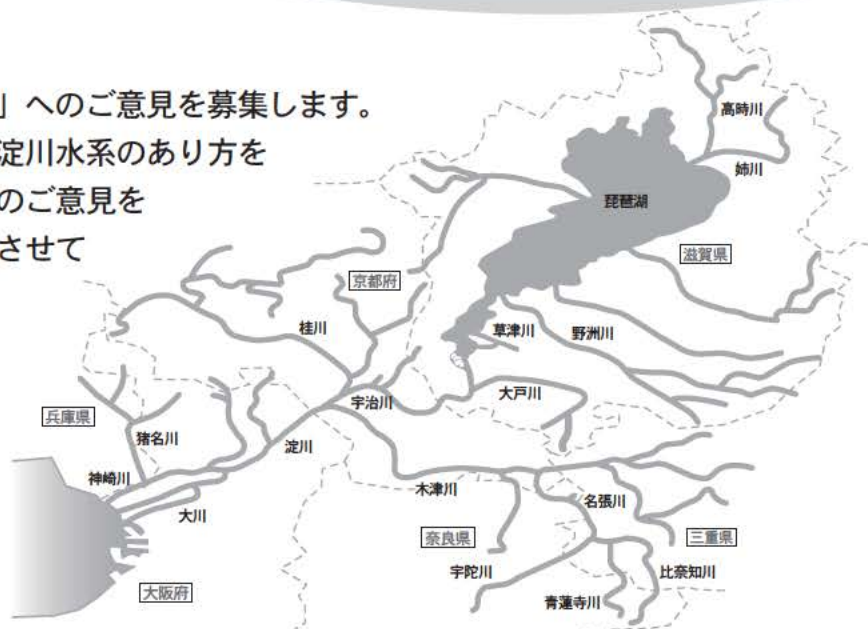 」へのご意見を募集します。
淀川水系のあり方を
のご意見を
させて
高時川
姉川
琵琶湖
滋賀県
京都府
桂川
草津川
野洲川
大戸川
宇治川
兵庫県
猪名川
淀川
神崎川
木津川
名張川
大川
奈良県
三重県
宇陀川
比奈知川
大阪府
青蓮寺川